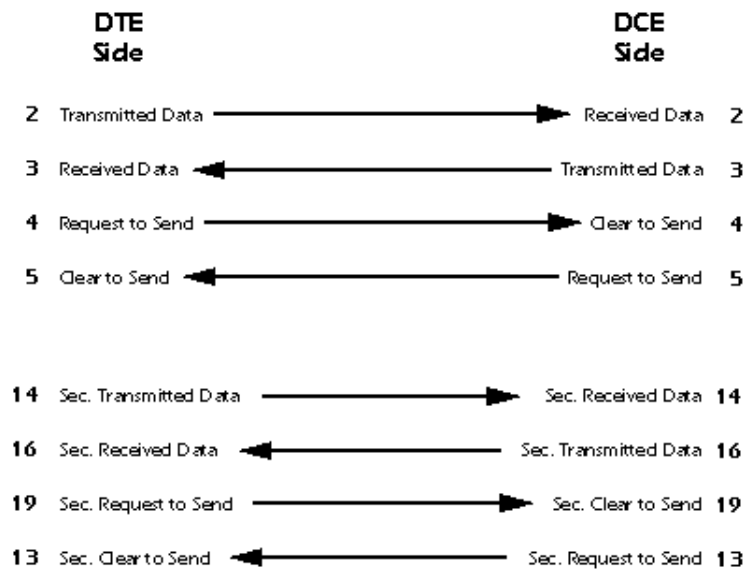 DTE DCE
Side Side
2 Transmitted Data Received Data 2
3 Received Data Transmitted Data 3
4 Request to Send Clear to Send 4
5 Clear to Send Request to Send 5
14 Sec. Transmitted Data Sec. Received Data 14
16 Sec. Received Data Sec. Transmitted Data 16
19 Sec. Request to Send Sec. Clear to Send 19
13 Sec. Clear to Send Sec. Request to Send 13